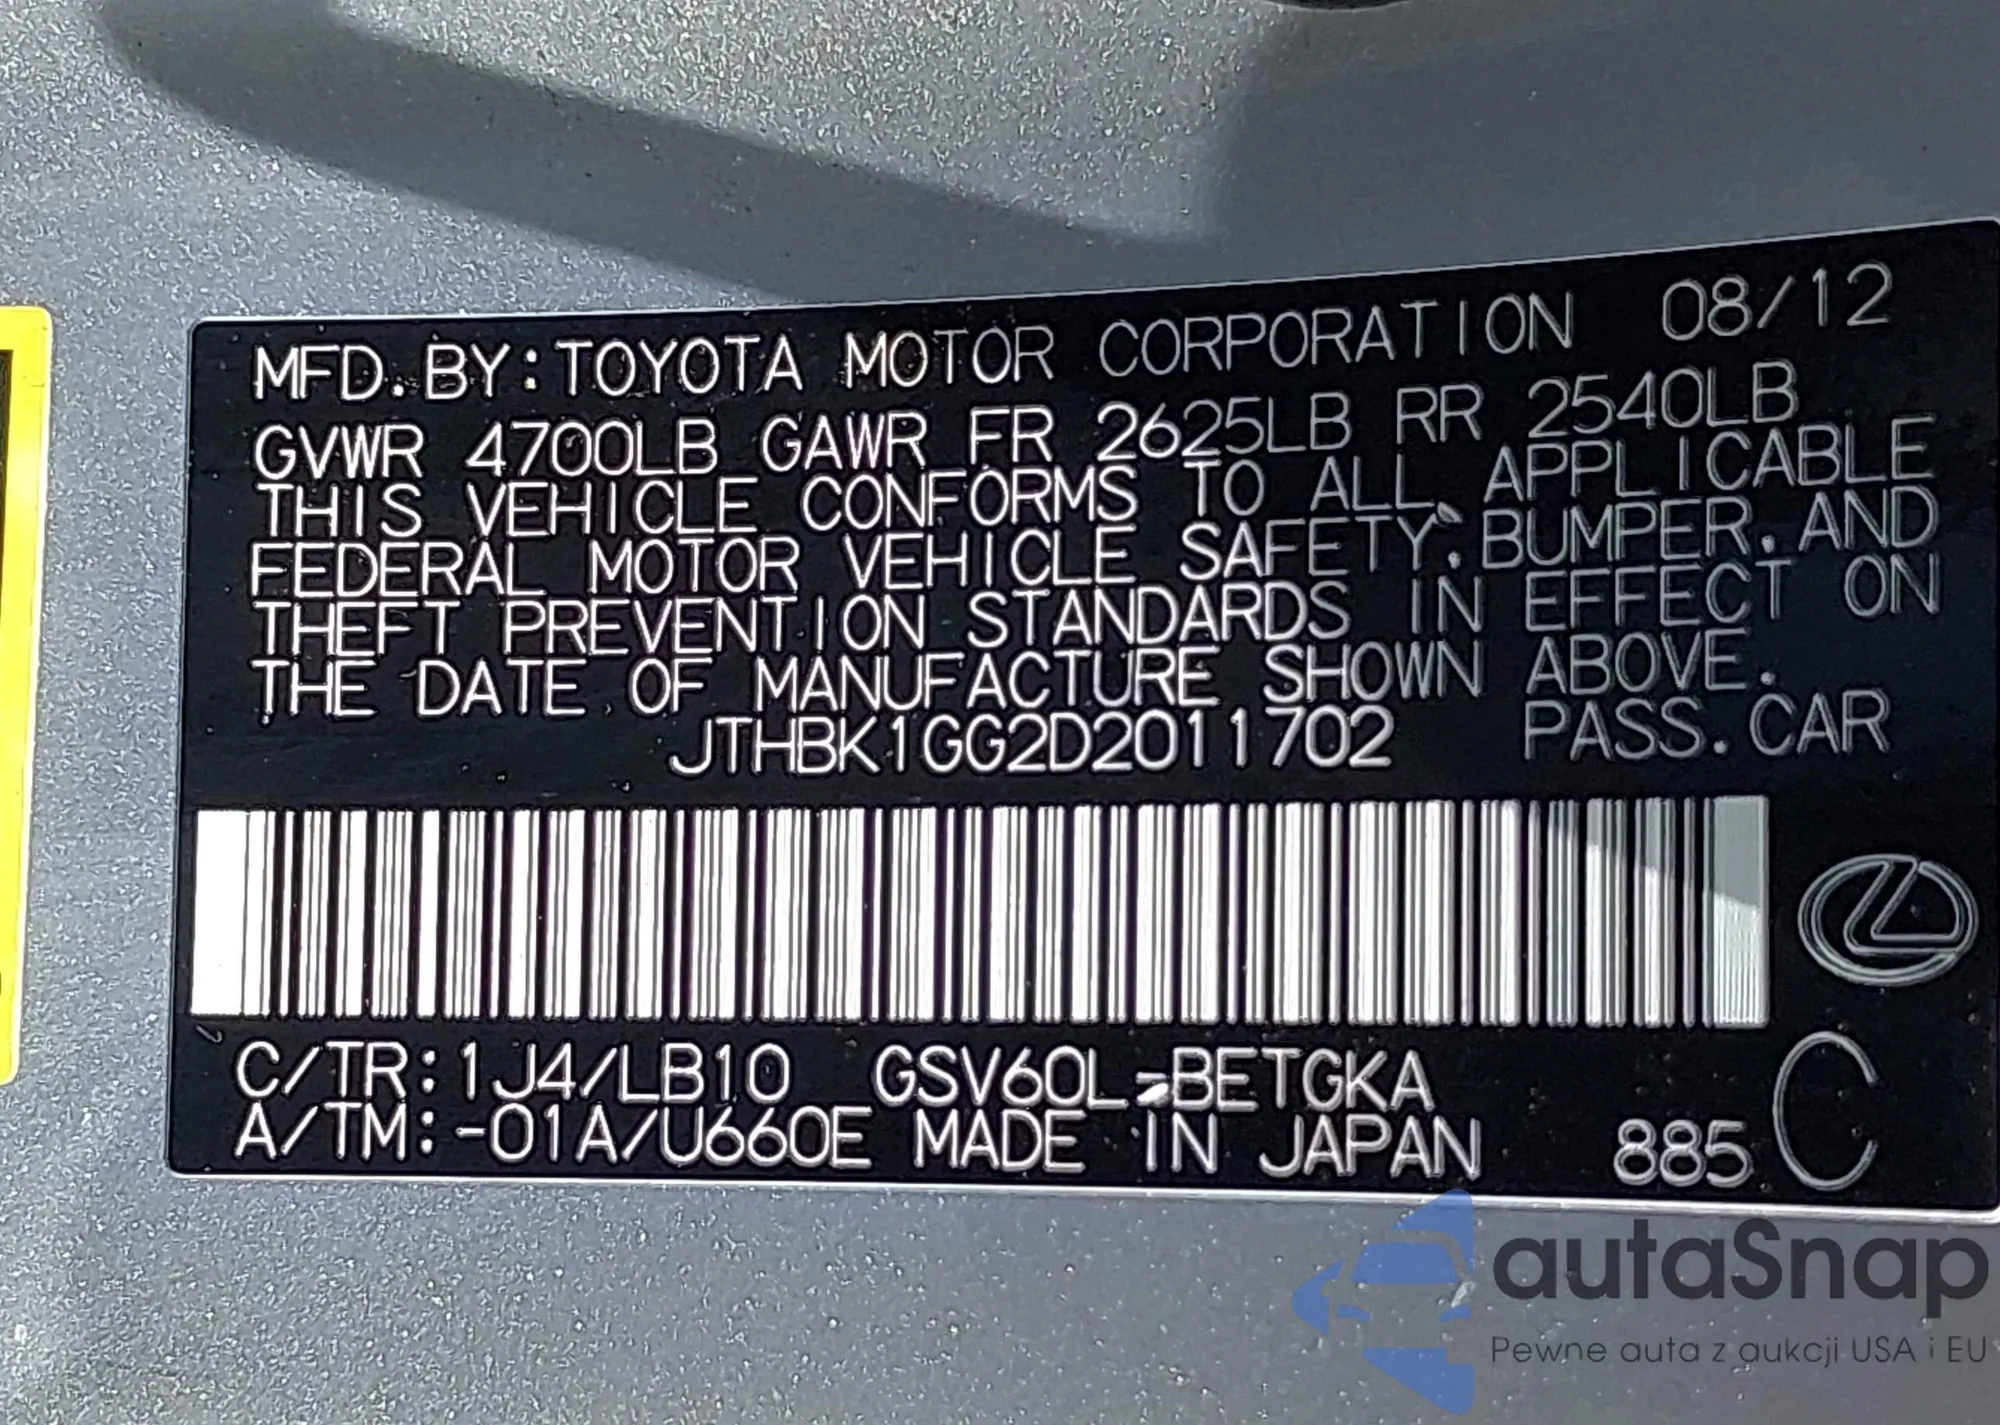 MFD.BY:TOYOTA MOTOR CORPORATION 08/12
GVWR 4700LB GAWR FR 2625LB RR 2540LB
THIS VEHICLE CONFORMS TO ALL APPLICABLE
FEDERAL MOTOR VEHICLE SAFETY, BUMPER, AND
THEFT PREVENTION STANDARDS IN EFFECT ON
THE DATE OF MANUFACTURE SHOWN ABOVE.
JTHBK1GG2D2011702 PASS.CAR
C/TR:1J4/LB10 GSV60L-BETGKA
A/TM:-01A/U660E MADE IN JAPAN 885 C
autaSnap
Pewne auta z aukcji USA i EU